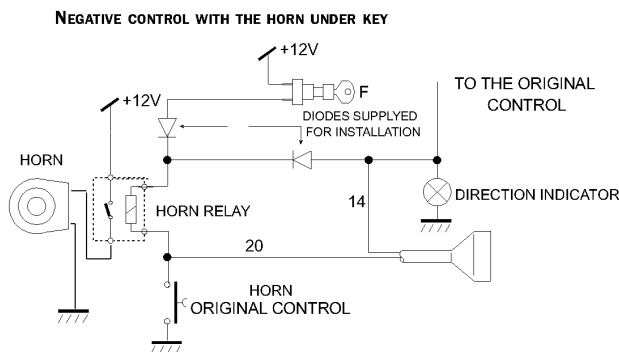 NEGATIVE CONTROL WITH THE HORN UNDER KEY
+12V
F
TO THE ORIGINAL
CONTROL
+12V
DIODES SUPPLYED
FOR INSTALLATION
HORN
14
DIRECTION INDICATOR
HORN RELAY
20
HORN
ORIGINAL CONTROL